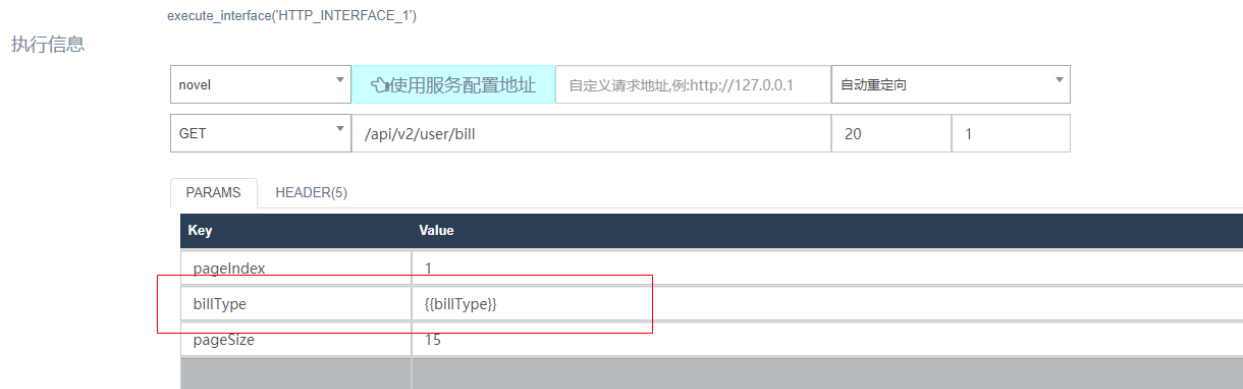 execute_interface('HTTP_INTERFACE_1')
执行信息
novel 使用服务配置地址 自定义请求地址,例:http://127.0.0.1 自动重定向
GET /api/v2/user/bill 20 1
PARAMS HEADER(5)
Key Value
pageIndex 1
billType {{billType}}
pageSize 15